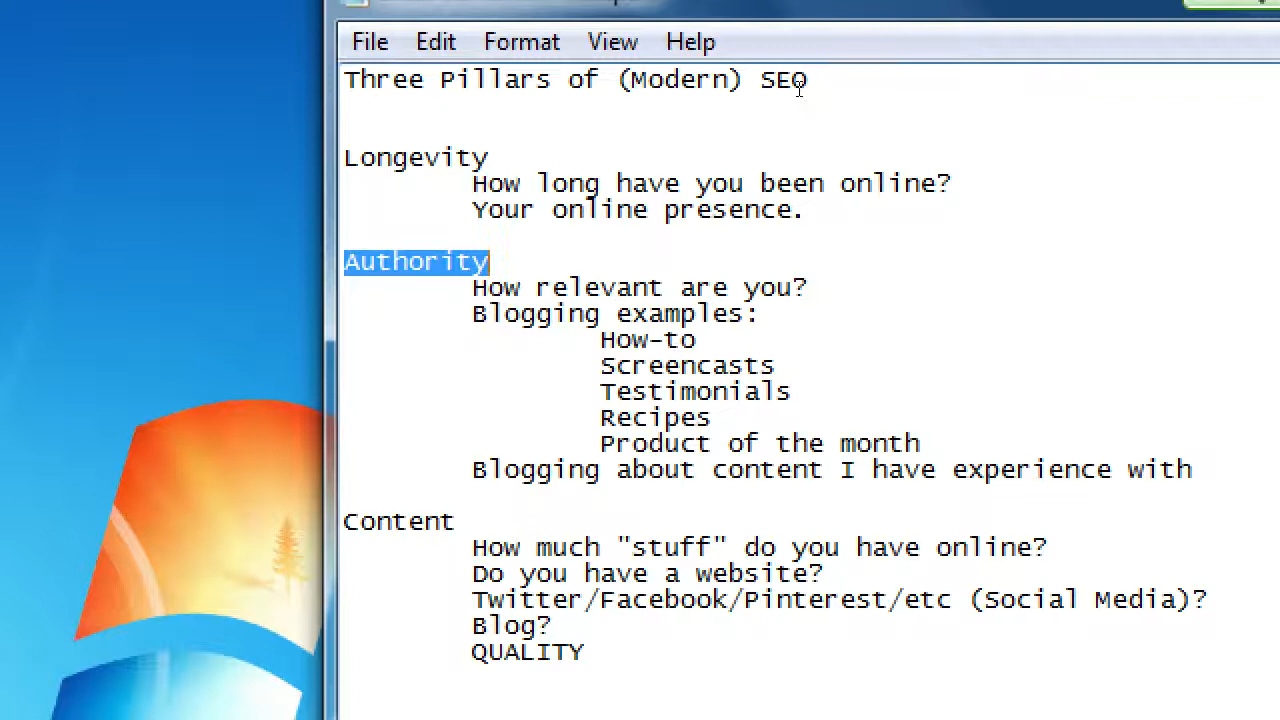 File Edit Format View Help
Three Pillars of (Modern) SEO
Longevity
How long have you been online?
Your online presence.
Authority
How relevant are you?
Blogging examples:
How-to
Screencasts
Testimonials
Recipes
Product of the month
Blogging about content I have experience with
Content
How much "stuff" do you have online?
Do you have a website?
Twitter/Facebook/Pinterest/etc (Social Media)?
Blog?
QUALITY